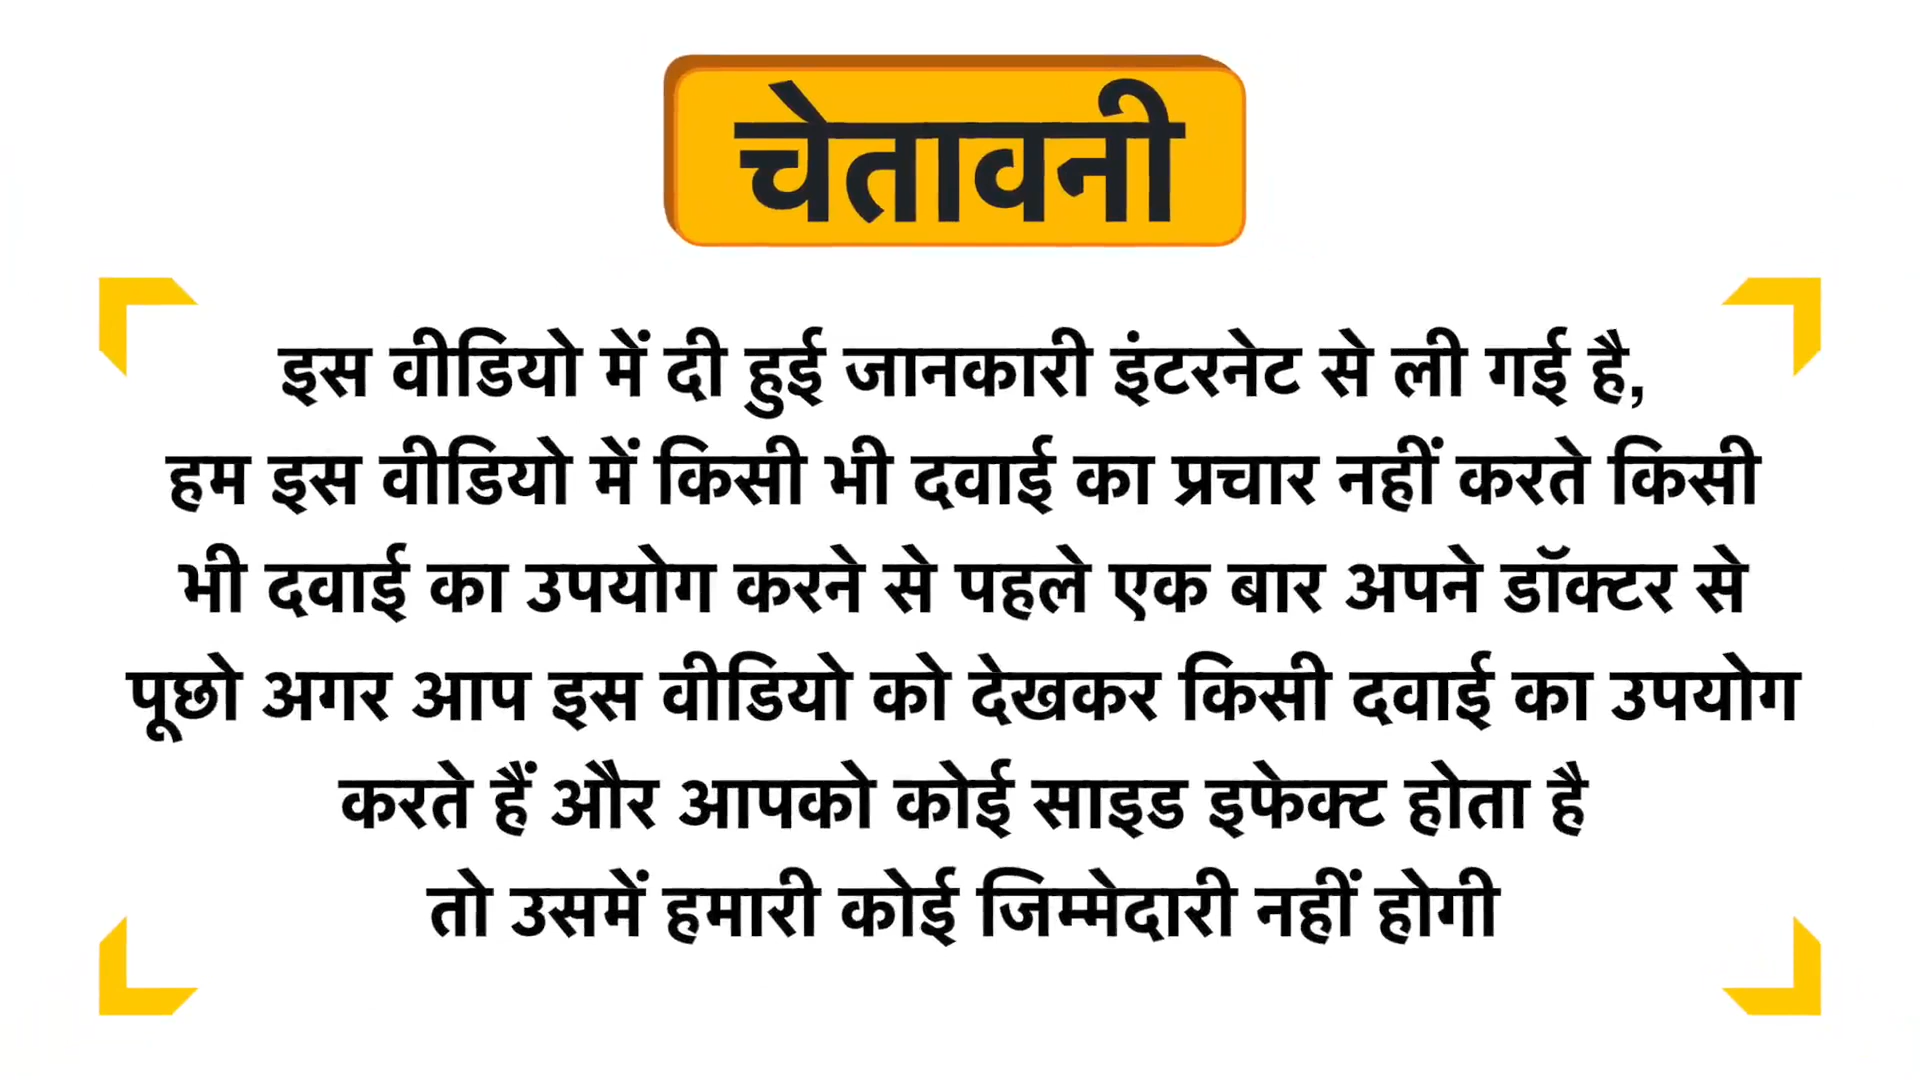 चेतावनी
इस वीडियो में दी हुई जानकारी इंटरनेट से ली गई है,
हम इस वीडियो में किसी भी दवाई का प्रचार नहीं करते किसी
भी दवाई का उपयोग करने से पहले एक बार अपने डॉक्टर से
पूछो अगर आप इस वीडियो को देखकर किसी दवाई का उपयोग
करते हैं और आपको कोई साइड इफेक्ट होता है
तो उसमें हमारी कोई जिम्मेदारी नहीं होगी